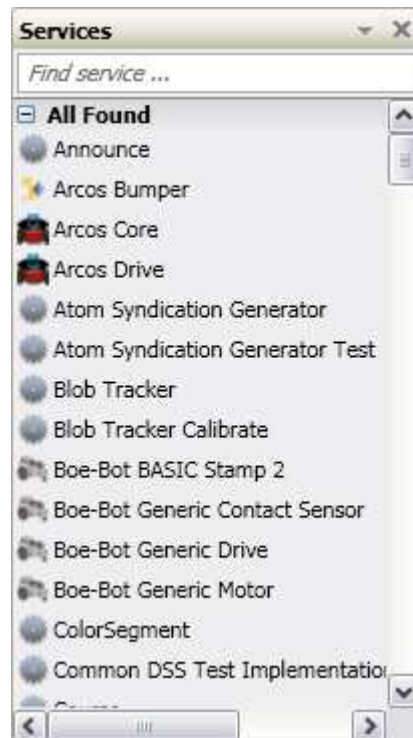 Services
Find service ...
All Found
Announce
Arcos Bumper
Arcos Core
Arcos Drive
Atom Syndication Generator
Atom Syndication Generator Test
Blob Tracker
Blob Tracker Calibrate
Boe-Bot BASIC Stamp 2
Boe-Bot Generic Contact Sensor
Boe-Bot Generic Drive
Boe-Bot Generic Motor
ColorSegment
Common DSS Test